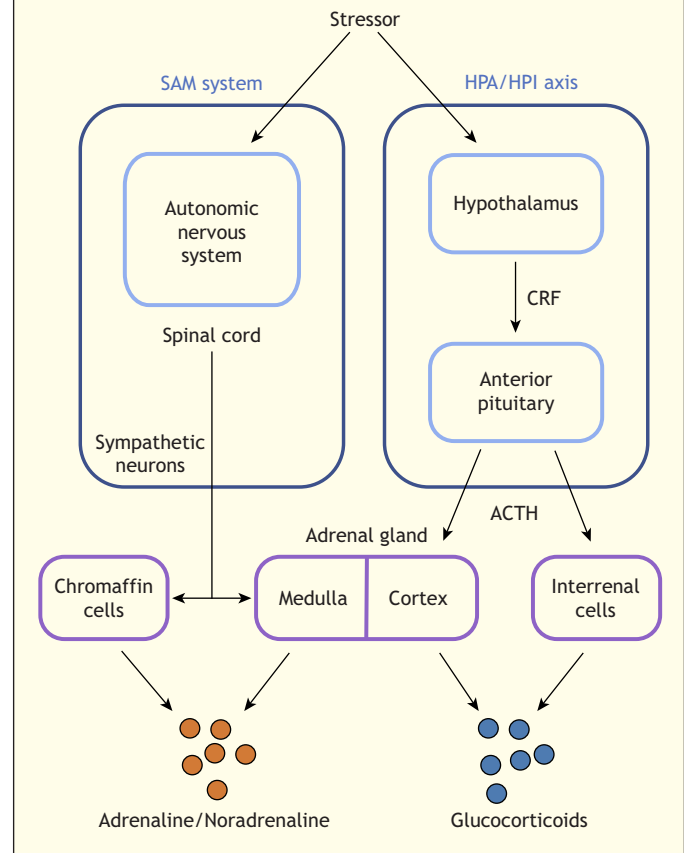 Stressor
SAM system
HPA/HPI axis
Autonomic
nervous
system
Hypothalamus
CRF
Spinal cord
Anterior
pituitary
Sympathetic
neurons
ACTH
Adrenal gland
Chromaffin
cells
Medulla
Cortex
Interrenal
cells
Adrenaline/Noradrenaline
Glucocorticoids